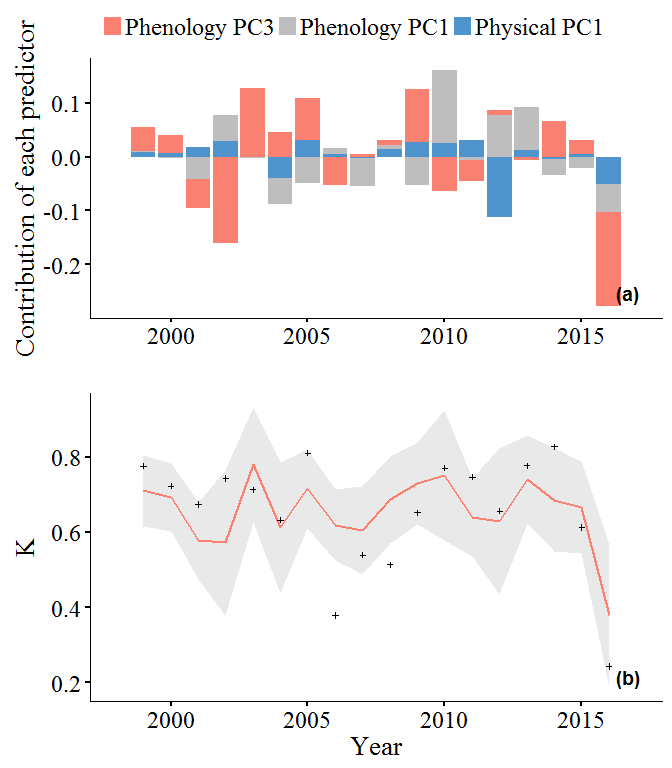 Phenology PC3 Phenology PC1 Physical PC1
Contribution of each predictor
0.1
0.0
-0.1
-0.2
(a)
2000 2005 2010 2015
K
0.8
0.6
0.4
0.2
(b)
2000 2005 2010 2015
Year